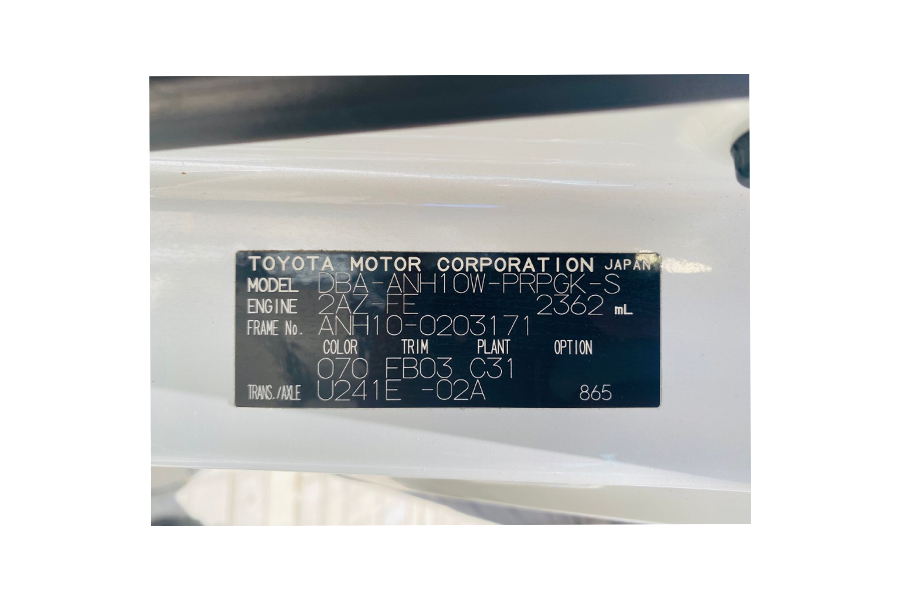 TOYOTA MOTOR CORPORATION JAPAN
MODEL DBA-ANH10W-PRPGK-S
ENGINE 2AZ-FE 2362 mL
FRAME No. ANH10-0203171
COLOR TRIM PLANT OPTION
070 FB03 C31
TRANS./AXLE U241E -02A 865